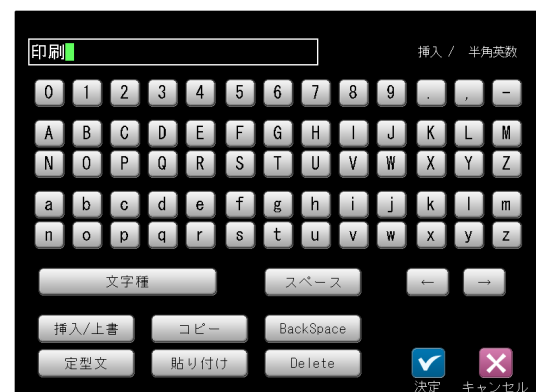 印刷
挿入 / 半角英数
0 1 2 3 4 5 6 7 8 9 . , -
A B C D E F G H I J K L M
N O P Q R S T U V W X Y Z
a b c d e f g h i j k l m
n o p q r s t u v w x y z
文字種 スペース ← →
挿入/上書 コピー BackSpace
定型文 貼り付け Delete
決定 キャンセル